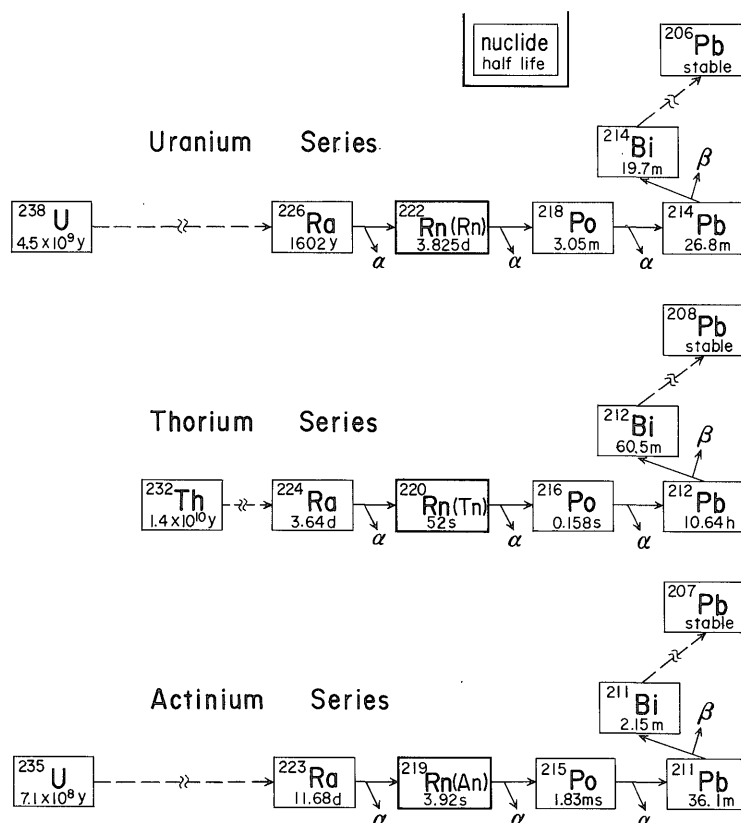 nuclide
half life
206Pb
stable
Uranium Series
214Bi
19.7m
β
238U
4.5×10⁹y
226Ra
1602y
222Rn(Rn)
3.825d
218Po
3.05m
214Pb
26.8m
α α α
208Pb
stable
Thorium Series
212Bi
60.5m
β
232Th
1.4×10¹⁰y
224Ra
3.64d
220Rn(Tn)
52s
216Po
0.158s
212Pb
10.64h
α α α
207Pb
stable
Actinium Series
211Bi
2.15m
β
235U
7.1×10⁸y
223Ra
11.68d
219Rn(An)
3.92s
215Po
1.83ms
211Pb
36.1m
α α α